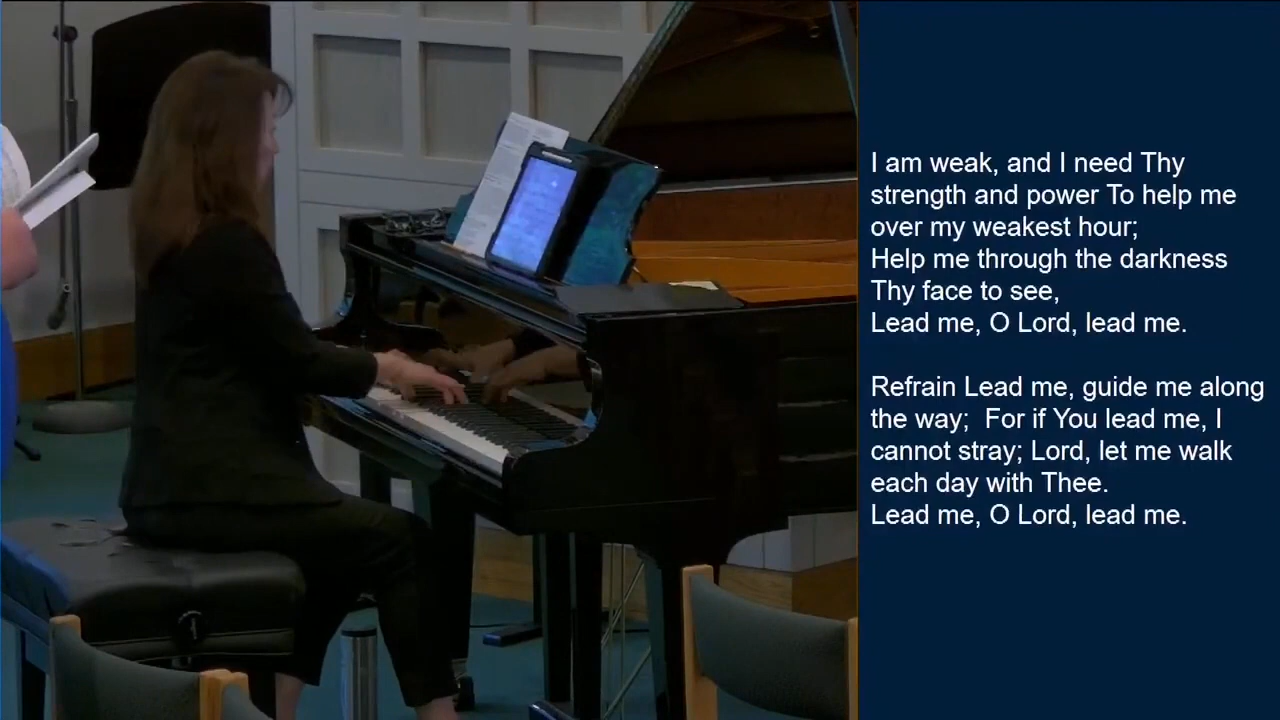 I am weak, and I need Thy
strength and power To help me
over my weakest hour;
Help me through the darkness
Thy face to see,
Lead me, O Lord, lead me.
Refrain Lead me, guide me along
the way;  For if You lead me, I
cannot stray; Lord, let me walk
each day with Thee.
Lead me, O Lord, lead me.